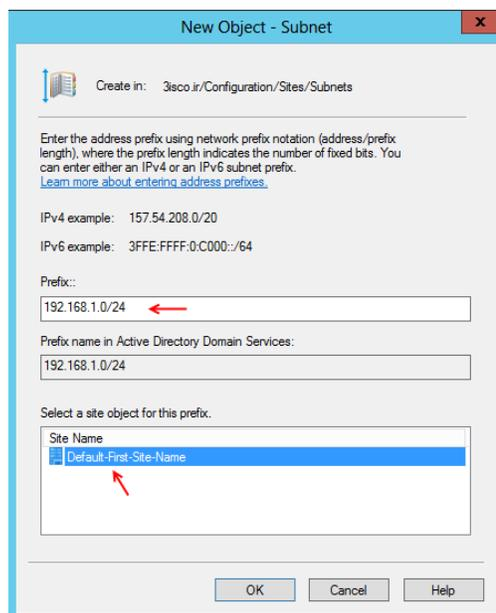 New Object - Subnet
x
Create in: 3isco.ir/Configuration/Sites/Subnets
Enter the address prefix using network prefix notation (address/prefix
length), where the prefix length indicates the number of fixed bits. You
can enter either an IPv4 or an IPv6 subnet prefix.
Learn more about entering address prefixes.
IPv4 example: 157.54.208.0/20
IPv6 example: 3FFE:FFFF:0:C000::/64
Prefix::
192.168.1.0/24
Prefix name in Active Directory Domain Services:
192.168.1.0/24
Select a site object for this prefix.
Site Name
Default-First-Site-Name
OK Cancel Help